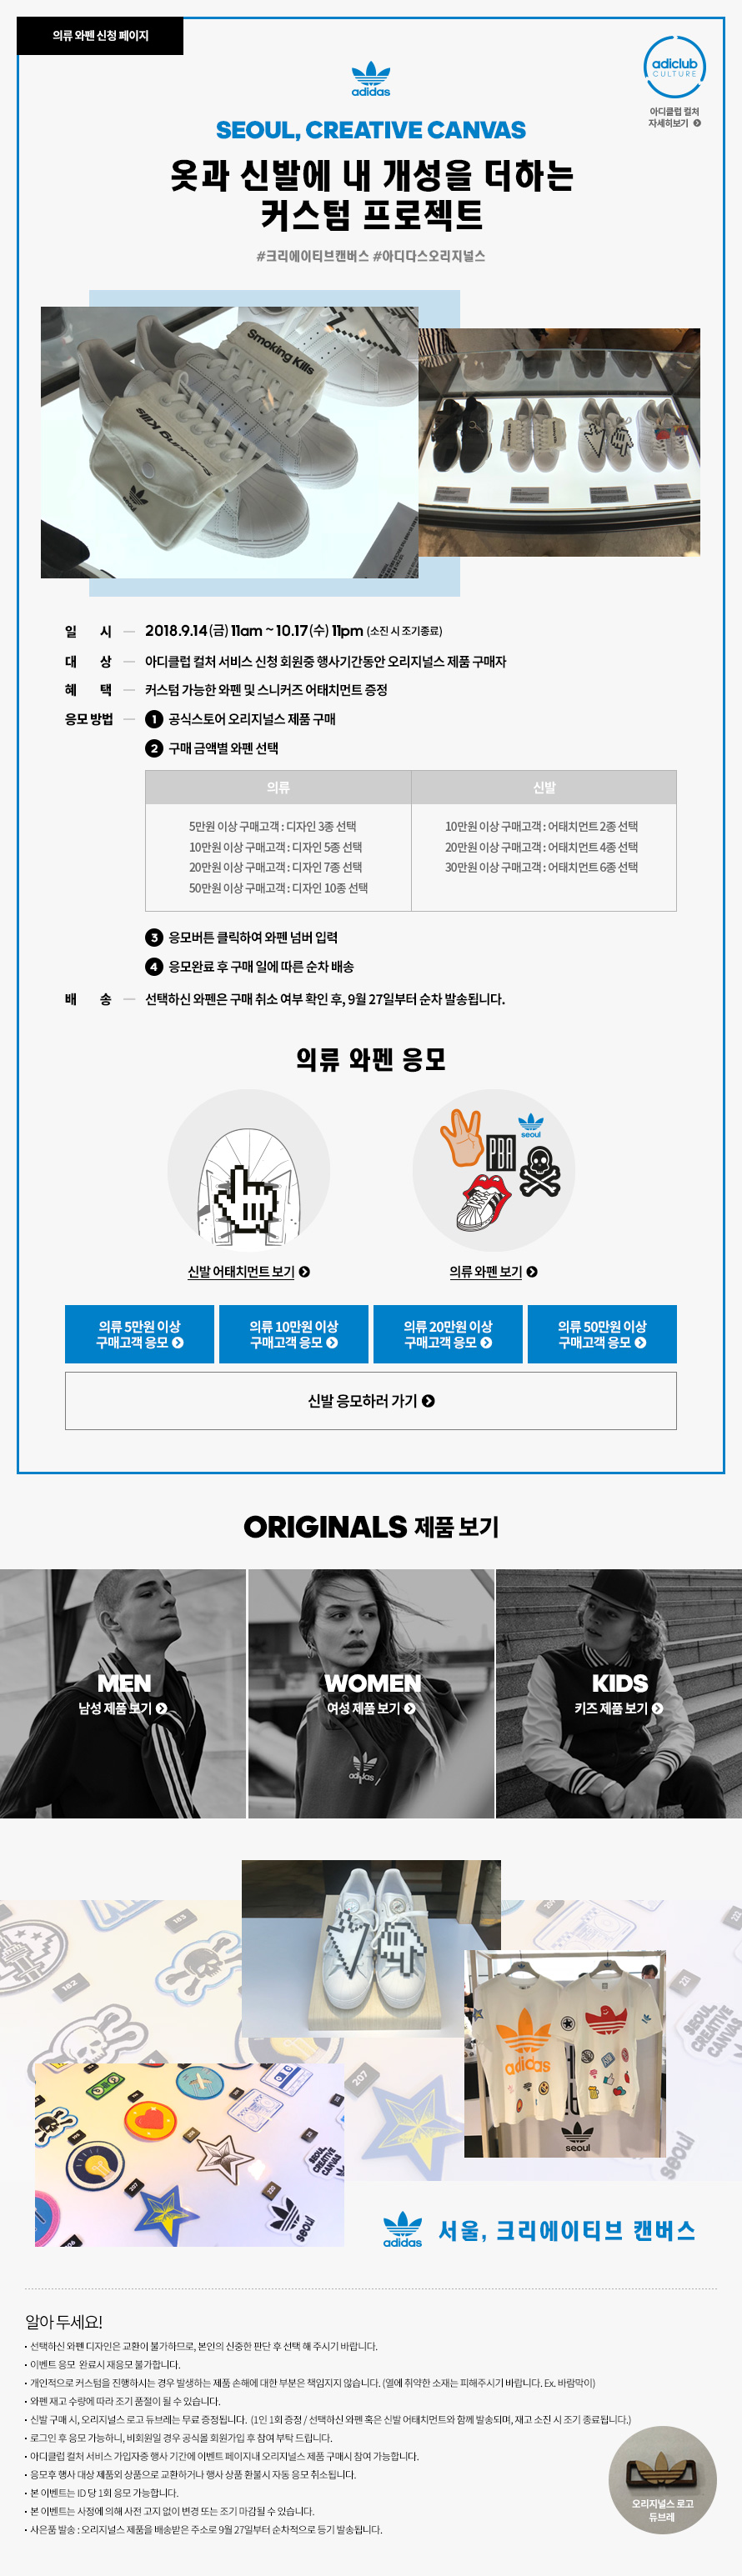 의류 와펜 신청 페이지
adiclub
CULTURE
아디클럽 컬처
자세히보기
adidas
SEOUL, CREATIVE CANVAS
옷과 신발에 내 개성을 더하는
커스텀 프로젝트
#크리에이티브캔버스 #아디다스오리지널스
Smoking Kills
Smoking Kills
일 시 — 2018.9.14(금) 11am ~ 10.17(수) 11pm (소진 시 조기종료)
대 상 — 아디클럽 컬처 서비스 신청 회원중 행사기간동안 오리지널스 제품 구매자
혜 택 — 커스텀 가능한 와펜 및 스니커즈 어태치먼트 증정
응모 방법 — 1 공식스토어 오리지널스 제품 구매
2 구매 금액별 와펜 선택
의류 신발
5만원 이상 구매고객 : 디자인 3종 선택
10만원 이상 구매고객 : 디자인 5종 선택
20만원 이상 구매고객 : 디자인 7종 선택
50만원 이상 구매고객 : 디자인 10종 선택
10만원 이상 구매고객 : 어태치먼트 2종 선택
20만원 이상 구매고객 : 어태치먼트 4종 선택
30만원 이상 구매고객 : 어태치먼트 6종 선택
3 응모버튼 클릭하여 와펜 넘버 입력
4 응모완료 후 구매 일에 따른 순차 배송
배 송 — 선택하신 와펜은 구매 취소 여부 확인 후, 9월 27일부터 순차 발송됩니다.
의류 와펜 응모
seoul
신발 어태치먼트 보기
의류 와펜 보기
의류 5만원 이상
구매고객 응모
의류 10만원 이상
구매고객 응모
의류 20만원 이상
구매고객 응모
의류 50만원 이상
구매고객 응모
신발 응모하러 가기
ORIGINALS 제품 보기
MEN
남성 제품 보기
WOMEN
여성 제품 보기
KIDS
키즈 제품 보기
adidas
183
182
207
221
SEOUL
CREATIVE
CANVAS
seoul
adidas
seoul
207
220
SEOUL
CREATIVE
CANVAS
seoul
adidas
서울, 크리에이티브 캔버스
알아 두세요!
• 선택하신 와펜 디자인은 교환이 불가하므로, 본인의 신중한 판단 후 선택 해 주시기 바랍니다.
• 이벤트 응모 완료시 재응모 불가합니다.
• 개인적으로 커스텀을 진행하시는 경우 발생하는 제품 손해에 대한 부분은 책임지지 않습니다. (열에 취약한 소재는 피해주시기 바랍니다. Ex. 바람막이)
• 와펜 재고 수량에 따라 조기 품절이 될 수 있습니다.
• 신발 구매 시, 오리지널스 로고 듀브레는 무료 증정됩니다. (1인 1회 증정 / 선택하신 와펜 혹은 신발 어태치먼트와 함께 발송되며, 재고 소진 시 조기 종료됩니다.)
• 로그인 후 응모 가능하니, 비회원일 경우 공식몰 회원가입 후 참여 부탁 드립니다.
• 아디클럽 컬처 서비스 가입자중 행사 기간에 이벤트 페이지내 오리지널스 제품 구매시 참여 가능합니다.
• 응모후 행사 대상 제품외 상품으로 교환하거나 행사 상품 환불시 자동 응모 취소됩니다.
• 본 이벤트는 ID 당 1회 응모 가능합니다.
• 본 이벤트는 사정에 의해 사전 고지 없이 변경 또는 조기 마감될 수 있습니다.
• 사은품 발송 : 오리지널스 제품을 배송받은 주소로 9월 27일부터 순차적으로 등기 발송됩니다.
오리지널스 로고
듀브레